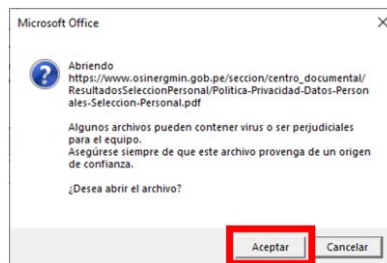 Microsoft Office
Abriendo
https://www.osinergmin.gob.pe/seccion/centro_documental/
ResultadosSeleccionPersonal/Politica-Privacidad-Datos-Person
ales-Seleccion-Personal.pdf
Algunos archivos pueden contener virus o ser perjudiciales
para el equipo.
Asegúrese siempre de que este archivo provenga de un origen
de confianza.
¿Desea abrir el archivo?
Aceptar Cancelar